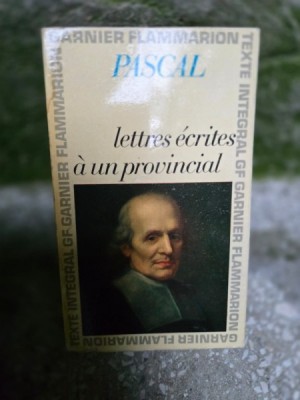 GARNIER FLAMMARION
PASCAL
lettres écrites
à un provincial
TEXTE INTEGRAL GF GARNIER FLAMMARION
TEXTE INTEGRAL GF GARNIER FLAMMARION
GARNIER FLAMMARION